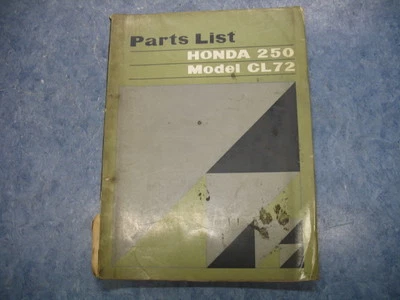 Parts List
HONDA 250
Model CL72